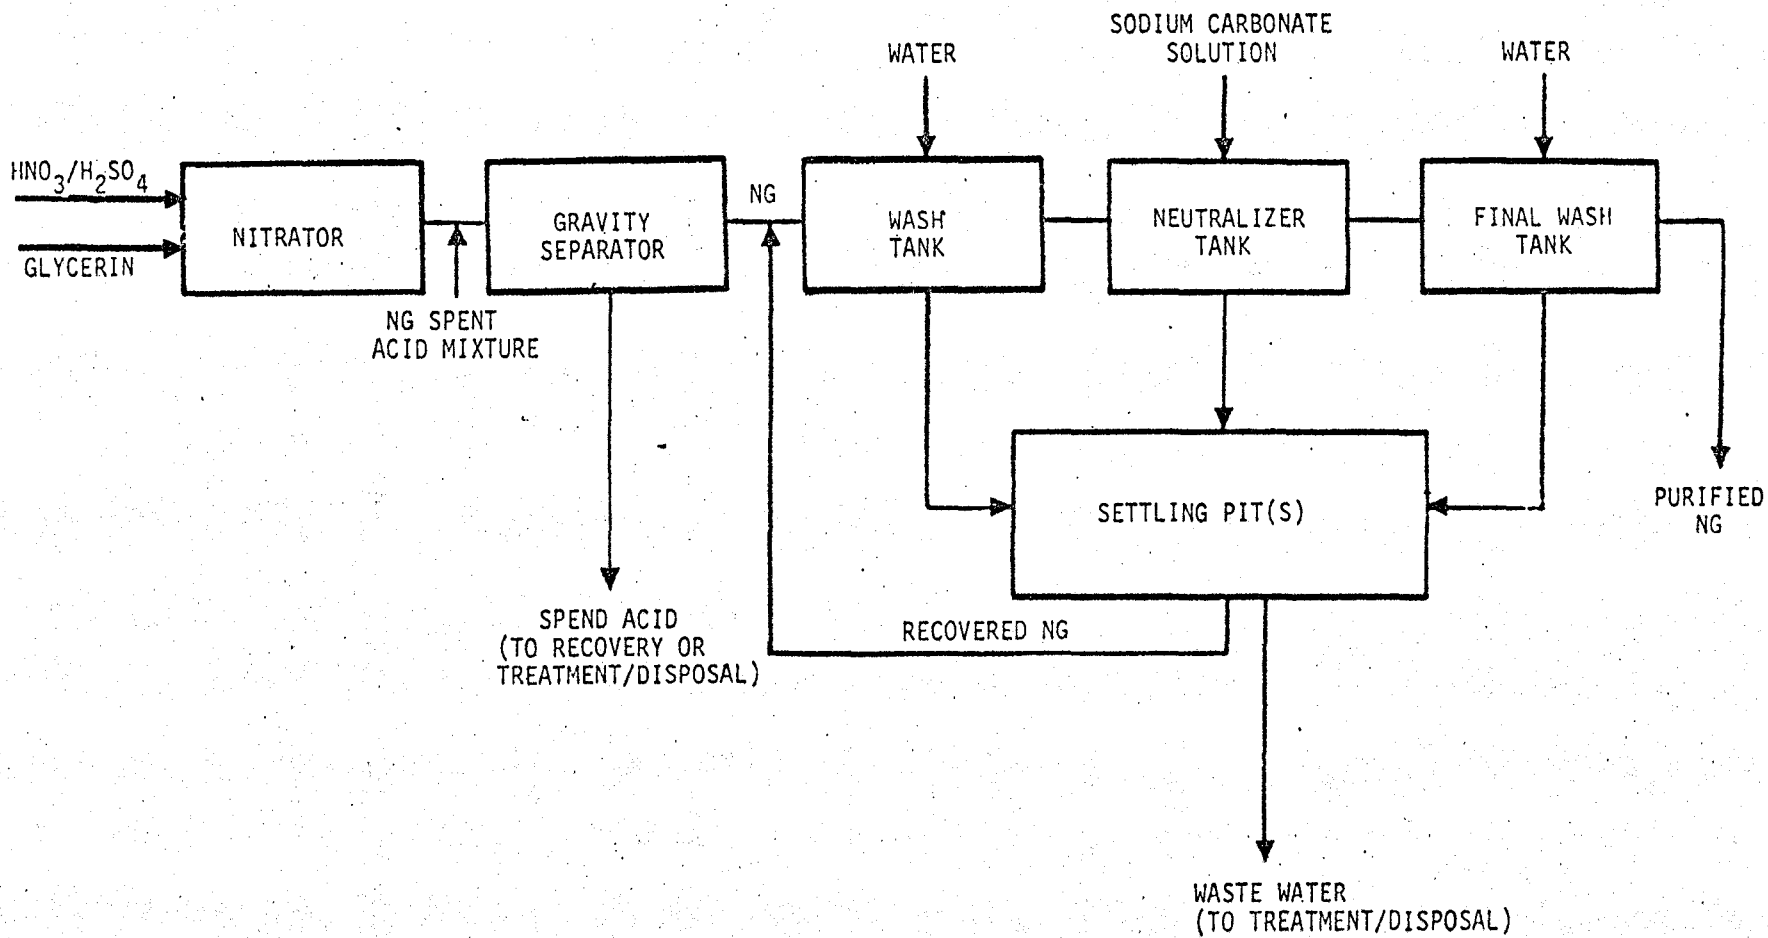 SODIUM CARBONATE
SOLUTION
WATER
WATER
HNO3/H2SO4
GLYCERIN
NITRATOR
GRAVITY
SEPARATOR
NG
WASH
TANK
NEUTRALIZER
TANK
FINAL WASH
TANK
NG SPENT
ACID MIXTURE
SETTLING PIT(S)
PURIFIED
NG
SPEND ACID
(TO RECOVERY OR
TREATMENT/DISPOSAL)
RECOVERED NG
WASTE WATER
(TO TREATMENT/DISPOSAL)